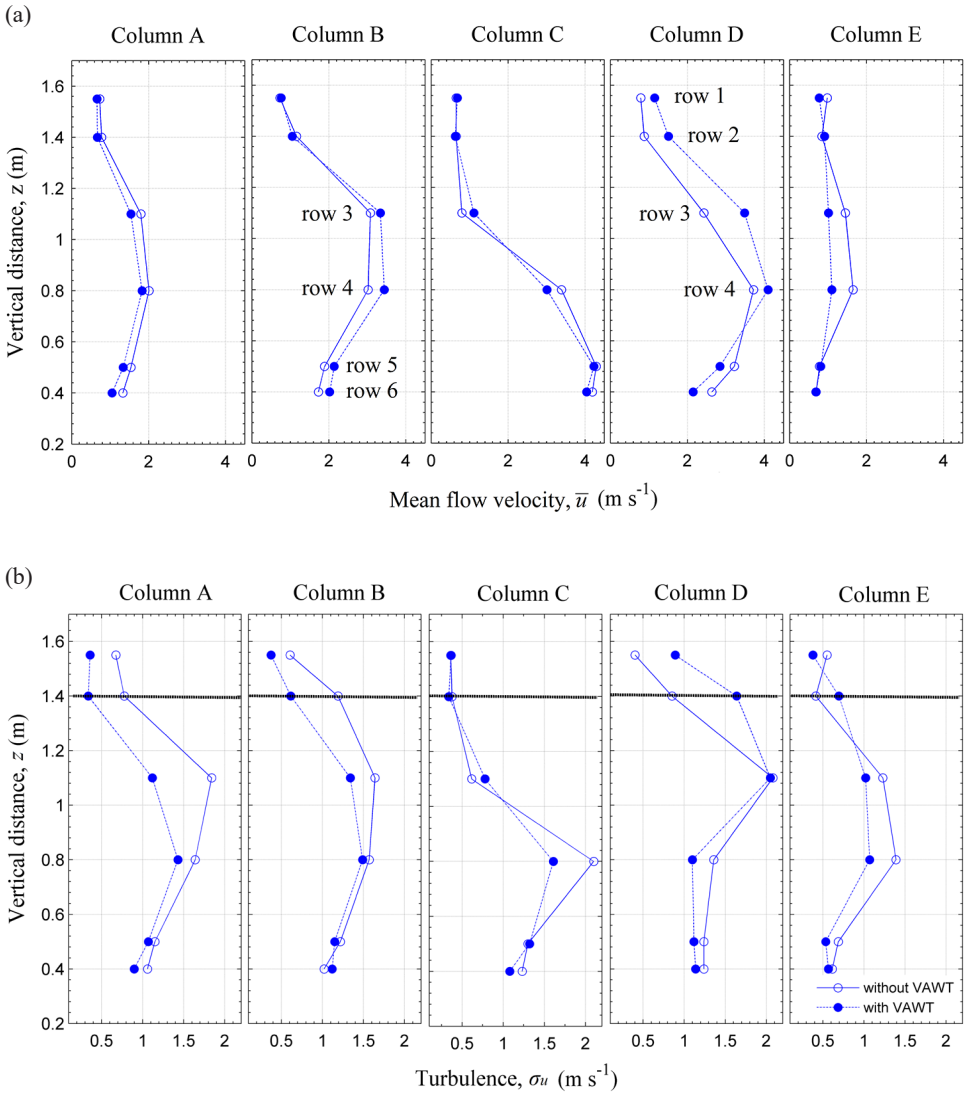 (a)
Column A Column B Column C Column D Column E
1.6
1.4
1.2
1
0.8
0.6
0.4
0.2
Vertical distance, z (m)
row 3
row 4
row 5
row 6
row 1
row 2
row 3
row 4
0 2 4 0 2 4 0 2 4 0 2 4 0 2 4
Mean flow velocity, u̅ (m s⁻¹)
(b)
Column A Column B Column C Column D Column E
1.6
1.4
1.2
1
0.8
0.6
0.4
0.2
Vertical distance, z (m)
without VAWT
with VAWT
0.5 1 1.5 2 0.5 1 1.5 2 0.5 1 1.5 2 0.5 1 1.5 2 0.5 1 1.5 2
Turbulence, σu (m s⁻¹)